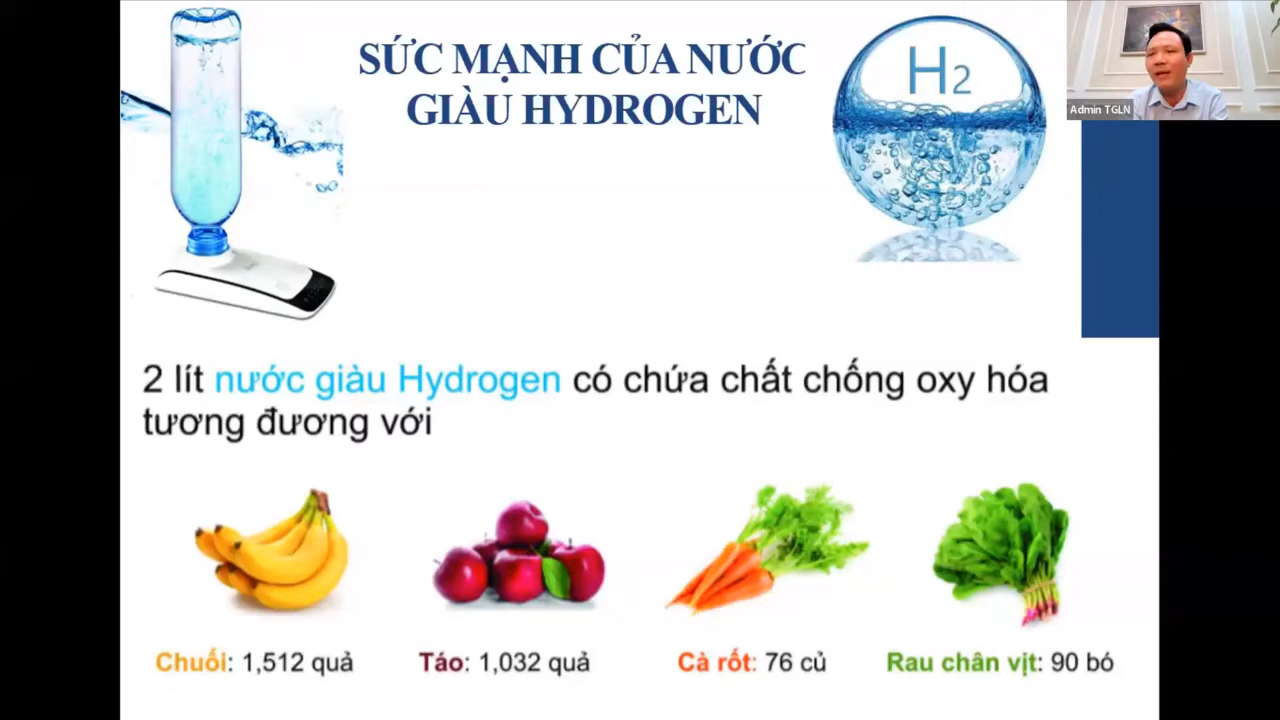 SỨC MẠNH CỦA NƯỚC
GIÀU HYDROGEN
H2
Admin TGLN
2 lít nước giàu Hydrogen có chứa chất chống oxy hóa
tương đương với
Chuối: 1,512 quả
Táo: 1,032 quả
Cà rốt: 76 củ
Rau chân vịt: 90 bó